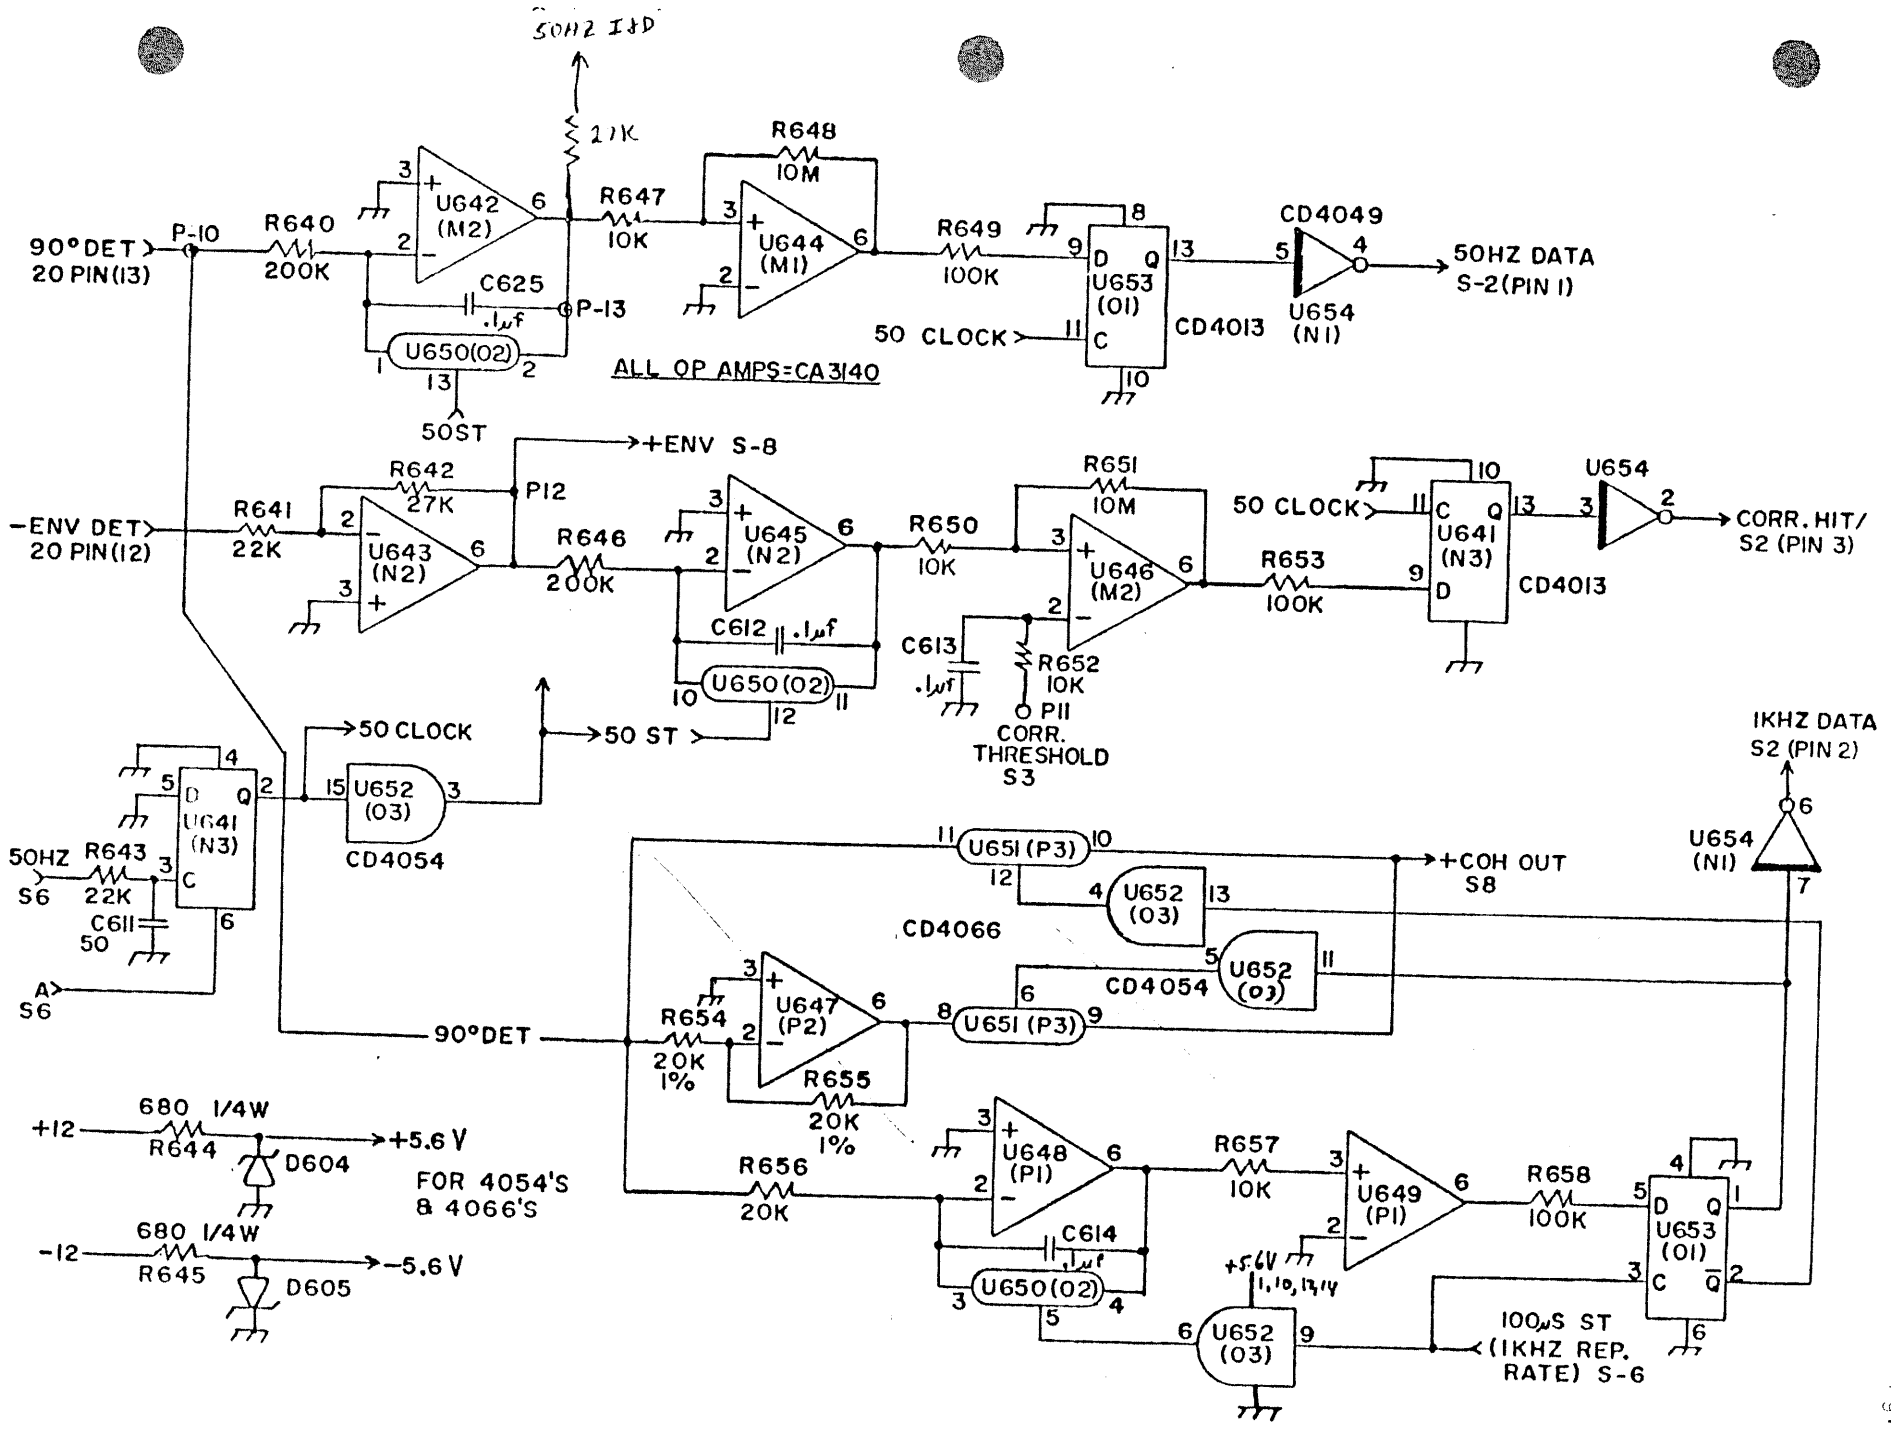 50HZ I&D
R648
10M
R647
10K
3
+
U642
(M2)
6
2
-
3
+
U644
(M1)
6
2
-
P-10
90° DET
20 PIN(13)
R640
200K
C625
.1µf
P-13
U650(02)
1
2
13
50ST
ALL OP AMPS=CA3140
R649
100K
8
9 D Q 13
U653
(01)
50 CLOCK
11 C
10
CD4013
CD4049
5
4
U654
(N1)
50HZ DATA
S-2(PIN 1)
+ENV S-8
R642
27K
P12
-ENV DET
20 PIN(12)
R641
22K
2
-
U643
(N2)
6
3
+
R646
200K
3
+
U645
(N2)
6
2
-
C612
.1µf
U650(02)
10
11
12
R650
10K
R651
10M
3
+
U646
(M2)
6
2
-
C613
.1µf
R652
10K
P11
CORR.
THRESHOLD
S3
R653
100K
50 CLOCK
10
11 C Q 13
U641
(N3)
9 D
CD4013
U654
3
2
CORR. HIT/
S2 (PIN 3)
50 CLOCK
50 ST
4
5 D Q 2
U641
(N3)
3 C
6
15
U652
(03)
3
CD4054
50HZ
S6
R643
22K
C611
50
A
S6
1KHZ DATA
S2 (PIN 2)
6
U654
(N1)
7
11
U651(P3)
10
12
+COH OUT
S8
4
U652
(03)
13
CD4066
5
U652
(03)
11
CD4054
6
8
U651(P3)
9
90° DET
R654
20K
1%
3
+
U647
(P2)
6
2
-
R655
20K
1%
+12
680 1/4W
R644
D604
+5.6V
FOR 4054'S
& 4066'S
-12
680 1/4W
R645
D605
-5.6V
R656
20K
3
+
U648
(P1)
6
2
-
C614
.1µf
U650(02)
3
4
5
R657
10K
3
+
U649
(P1)
6
2
-
R658
100K
4
5 D Q 1
U653
(01)
3 C Q 2
6
+5.6V
6
U652
(03)
9
100µS ST
(1KHZ REP.
RATE) S-6